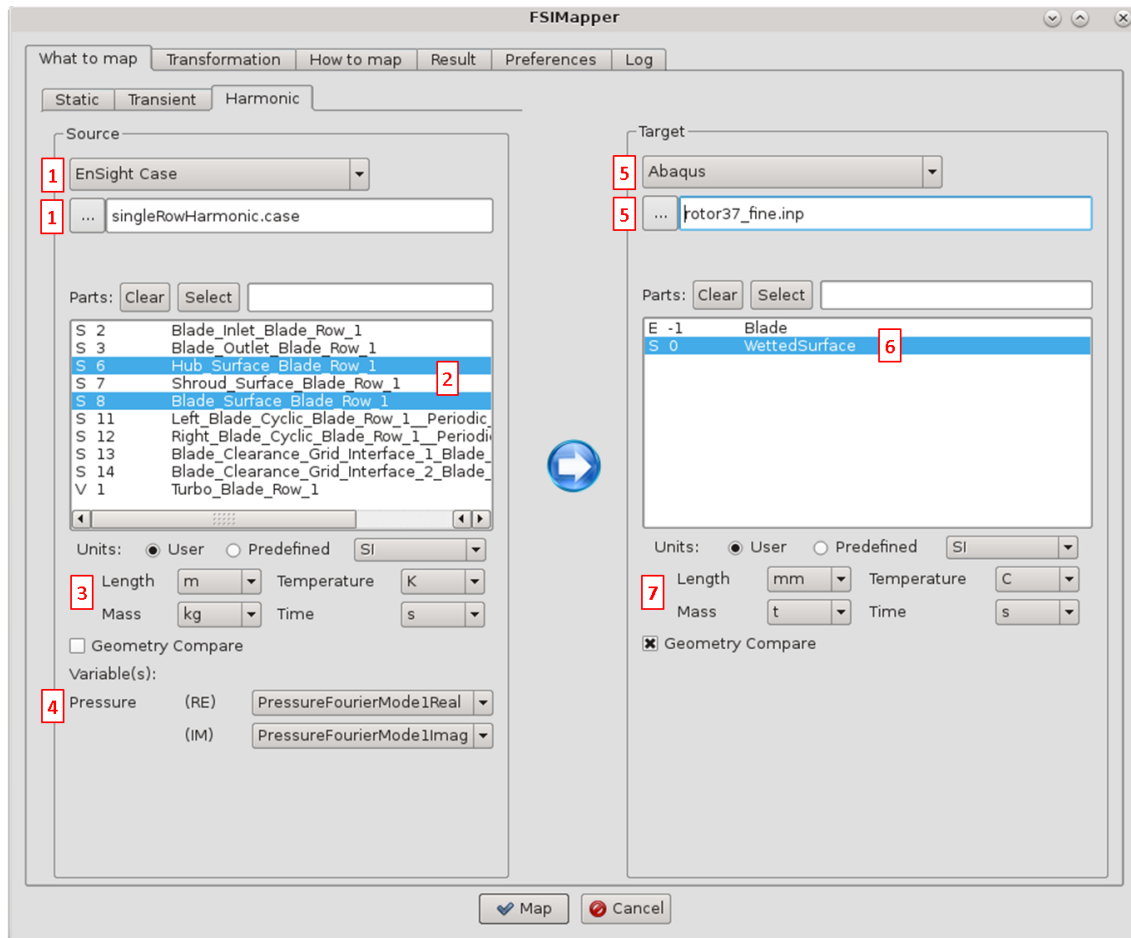 FSIMapper
What to map Transformation How to map Result Preferences Log
Static Transient Harmonic
Source
1 EnSight Case
1 ... singleRowHarmonic.case
Parts: Clear Select
S 2 Blade_Inlet_Blade_Row_1
S 3 Blade_Outlet_Blade_Row_1
S 6 Hub_Surface_Blade_Row_1
2
S 7 Shroud_Surface_Blade_Row_1
S 8 Blade_Surface_Blade_Row_1
S 11 Left_Blade_Cyclic_Blade_Row_1__Periodic_
S 12 Right_Blade_Cyclic_Blade_Row_1__Periodi
S 13 Blade_Clearance_Grid_Interface_1_Blade_
S 14 Blade_Clearance_Grid_Interface_2_Blade_
V 1 Turbo_Blade_Row_1
Units: User Predefined SI
3
Length m Temperature K
Mass kg Time s
Geometry Compare
Variable(s):
4 Pressure (RE) PressureFourierMode1Real
(IM) PressureFourierMode1Imag
Target
5 Abaqus
5 ... rotor37_fine.inp
Parts: Clear Select
E -1 Blade
S 0 WettedSurface 6
Units: User Predefined SI
7
Length mm Temperature C
Mass t Time s
Geometry Compare
Map Cancel